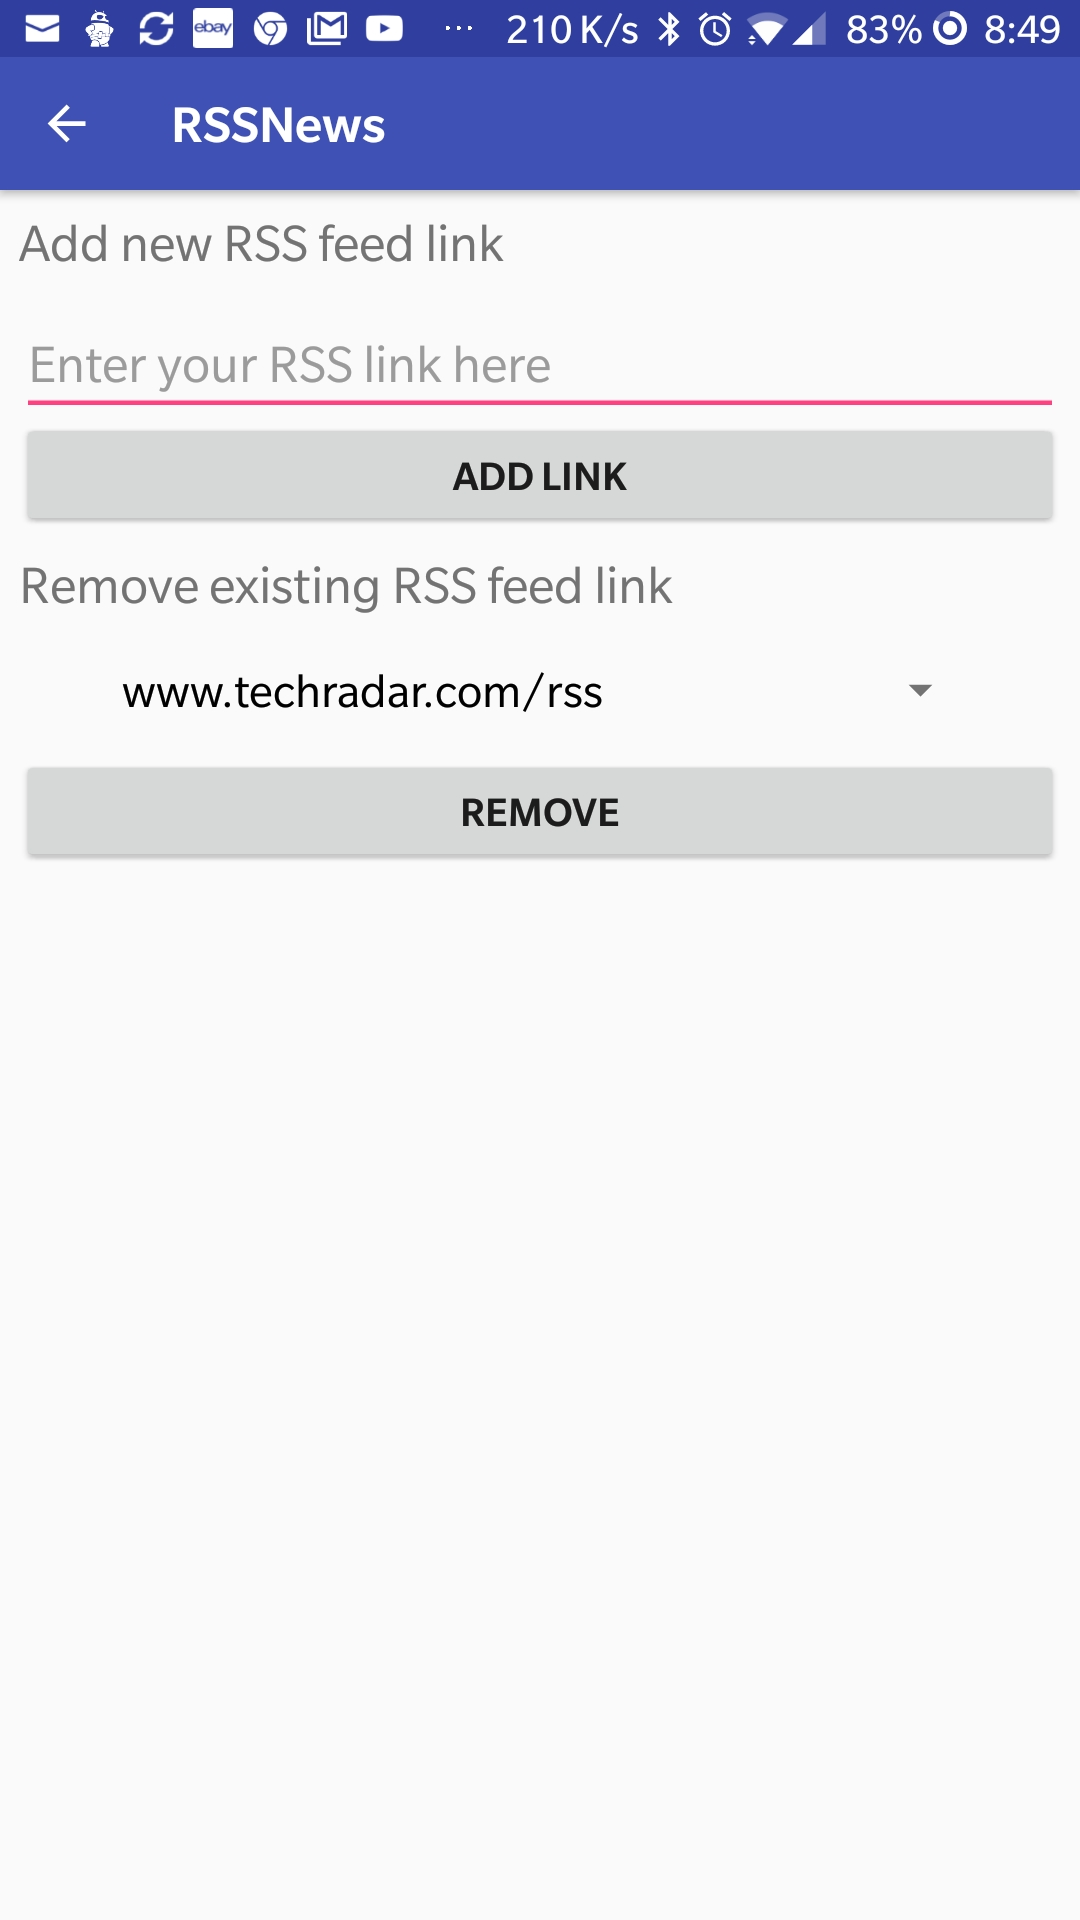 ebay ... 210 K/s 83% 8:49
RSSNews
Add new RSS feed link
Enter your RSS link here
ADD LINK
Remove existing RSS feed link
www.techradar.com/rss
REMOVE